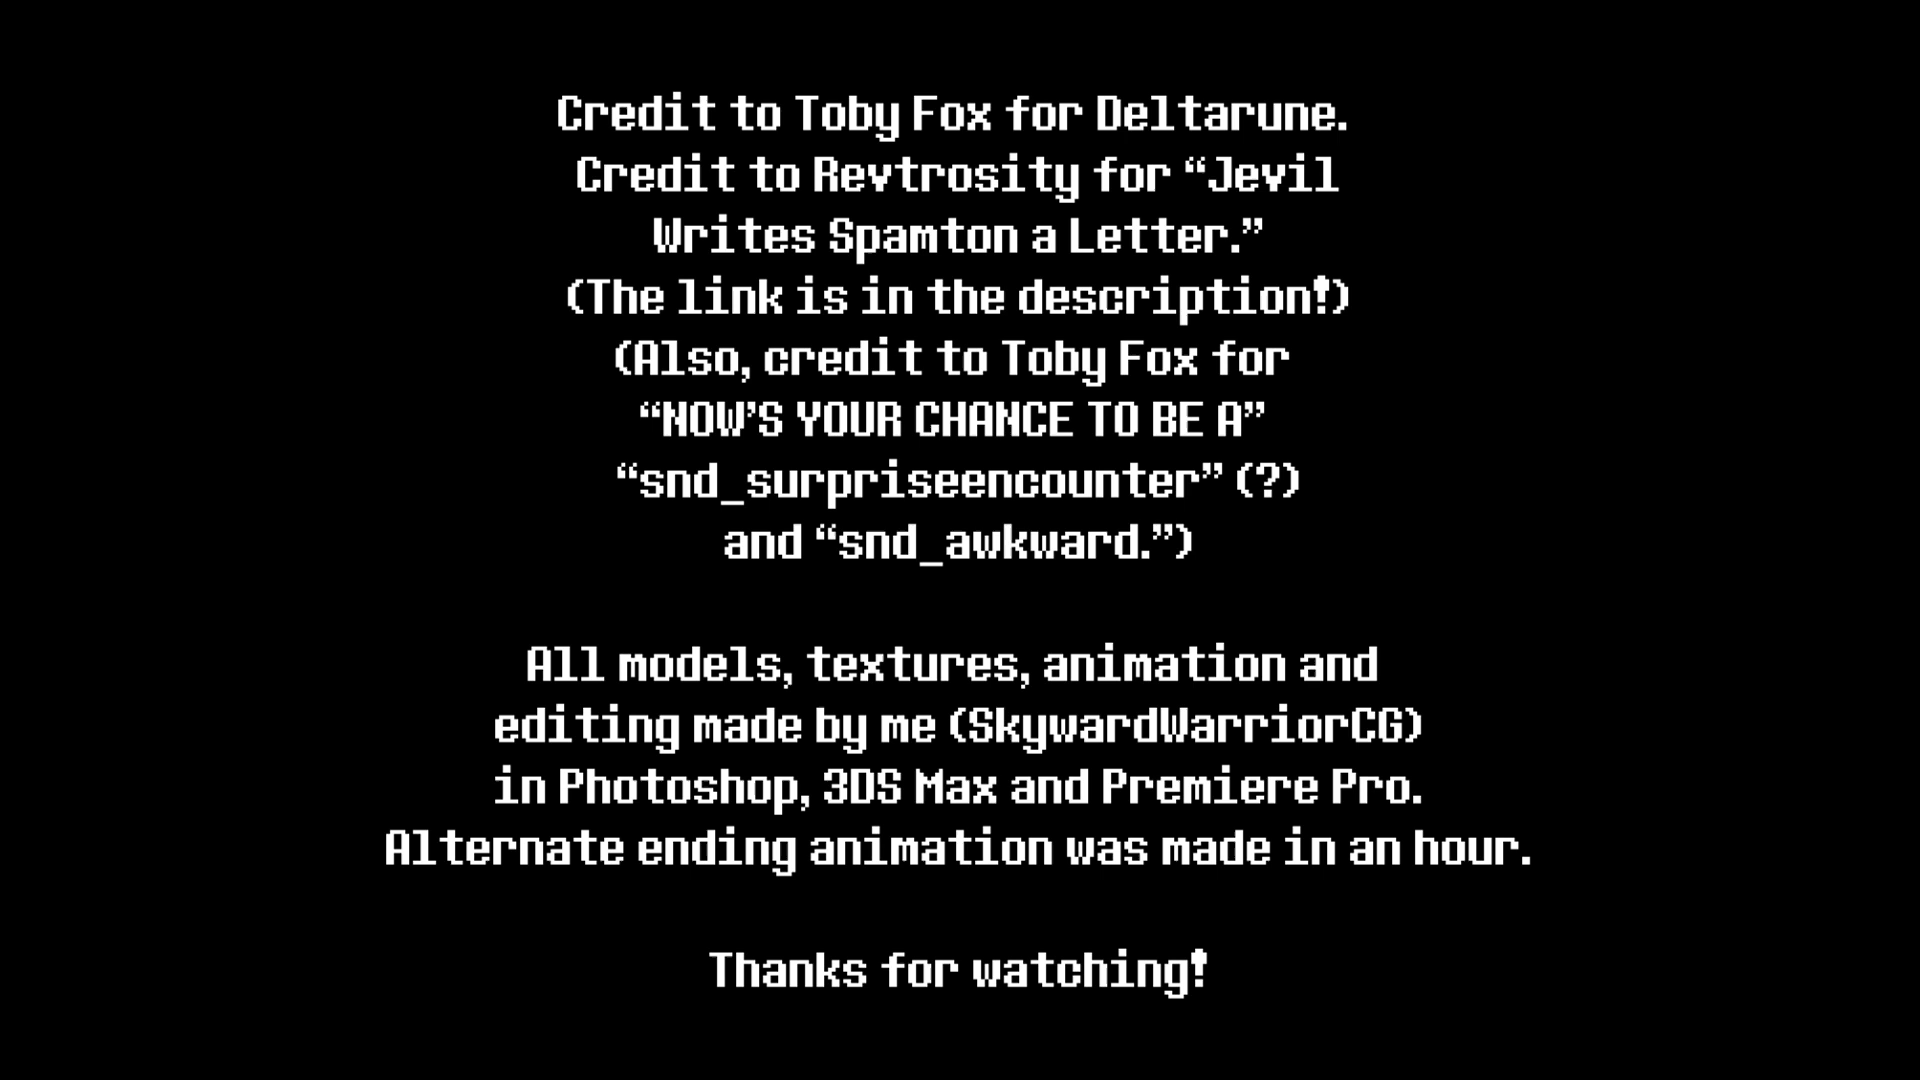 Credit to Toby Fox for Deltarune.
Credit to Revtrosity for “Jevil
Writes Spamton a Letter.”
(The link is in the description!)
(Also, credit to Toby Fox for
“NOW’S YOUR CHANCE TO BE A”
“snd_surpriseencounter” (?)
and “snd_awkward.”)
All models, textures, animation and
editing made by me (SkywardWarriorCG)
in Photoshop, 3DS Max and Premiere Pro.
Alternate ending animation was made in an hour.
Thanks for watching!